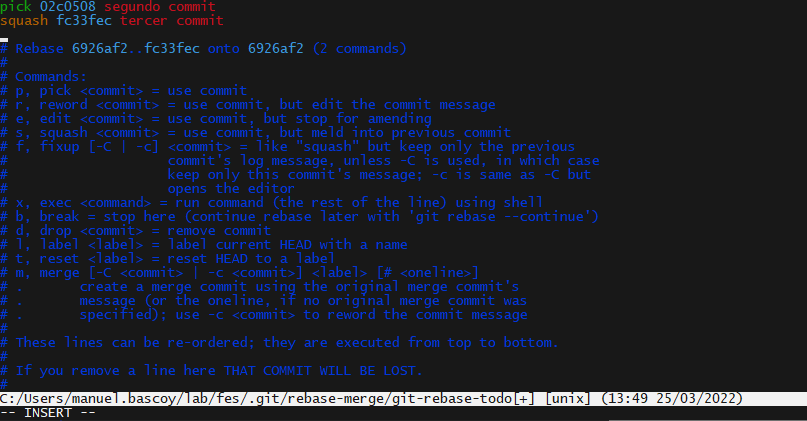 pick 02c0508 segundo commit
squash fc33fec tercer commit

# Rebase 6926af2..fc33fec onto 6926af2 (2 commands)
#
# Commands:
# p, pick <commit> = use commit
# r, reword <commit> = use commit, but edit the commit message
# e, edit <commit> = use commit, but stop for amending
# s, squash <commit> = use commit, but meld into previous commit
# f, fixup [-C | -c] <commit> = like "squash" but keep only the previous
#                    commit's log message, unless -C is used, in which case
#                    keep only this commit's message; -c is same as -C but
#                    opens the editor
# x, exec <command> = run command (the rest of the line) using shell
# b, break = stop here (continue rebase later with 'git rebase --continue')
# d, drop <commit> = remove commit
# l, label <label> = label current HEAD with a name
# t, reset <label> = reset HEAD to a label
# m, merge [-C <commit> | -c <commit>] <label> [# <oneline>]
# .       create a merge commit using the original merge commit's
# .       message (or the oneline, if no original merge commit was
# .       specified); use -c <commit> to reword the commit message
#
# These lines can be re-ordered; they are executed from top to bottom.
#
# If you remove a line here THAT COMMIT WILL BE LOST.
#
C:/Users/manuel.bascoy/lab/fes/.git/rebase-merge/git-rebase-todo[+] [unix] (13:49 25/03/2022)
-- INSERT --